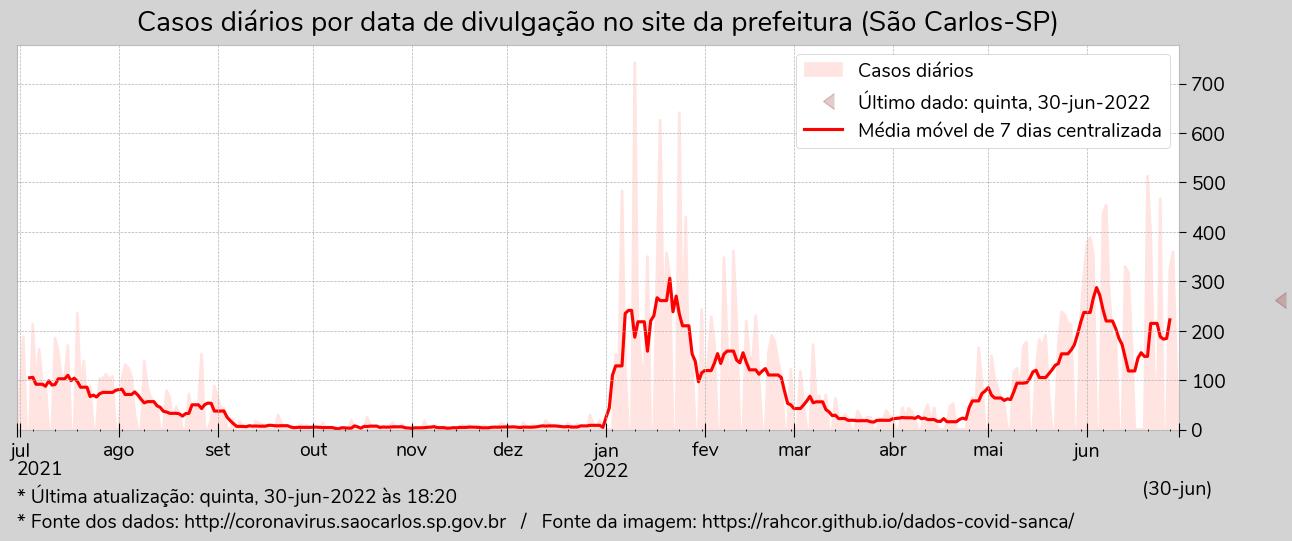 Casos diários por data de divulgação no site da prefeitura (São Carlos-SP)
Casos diários
Último dado: quinta, 30-jun-2022
Média móvel de 7 dias centralizada
700
600
500
400
300
200
100
0
jul ago set out nov dez jan fev mar abr mai jun
2021 2022
(30-jun)
* Última atualização: quinta, 30-jun-2022 às 18:20
* Fonte dos dados: http://coronavirus.saocarlos.sp.gov.br / Fonte da imagem: https://rahcor.github.io/dados-covid-sanca/